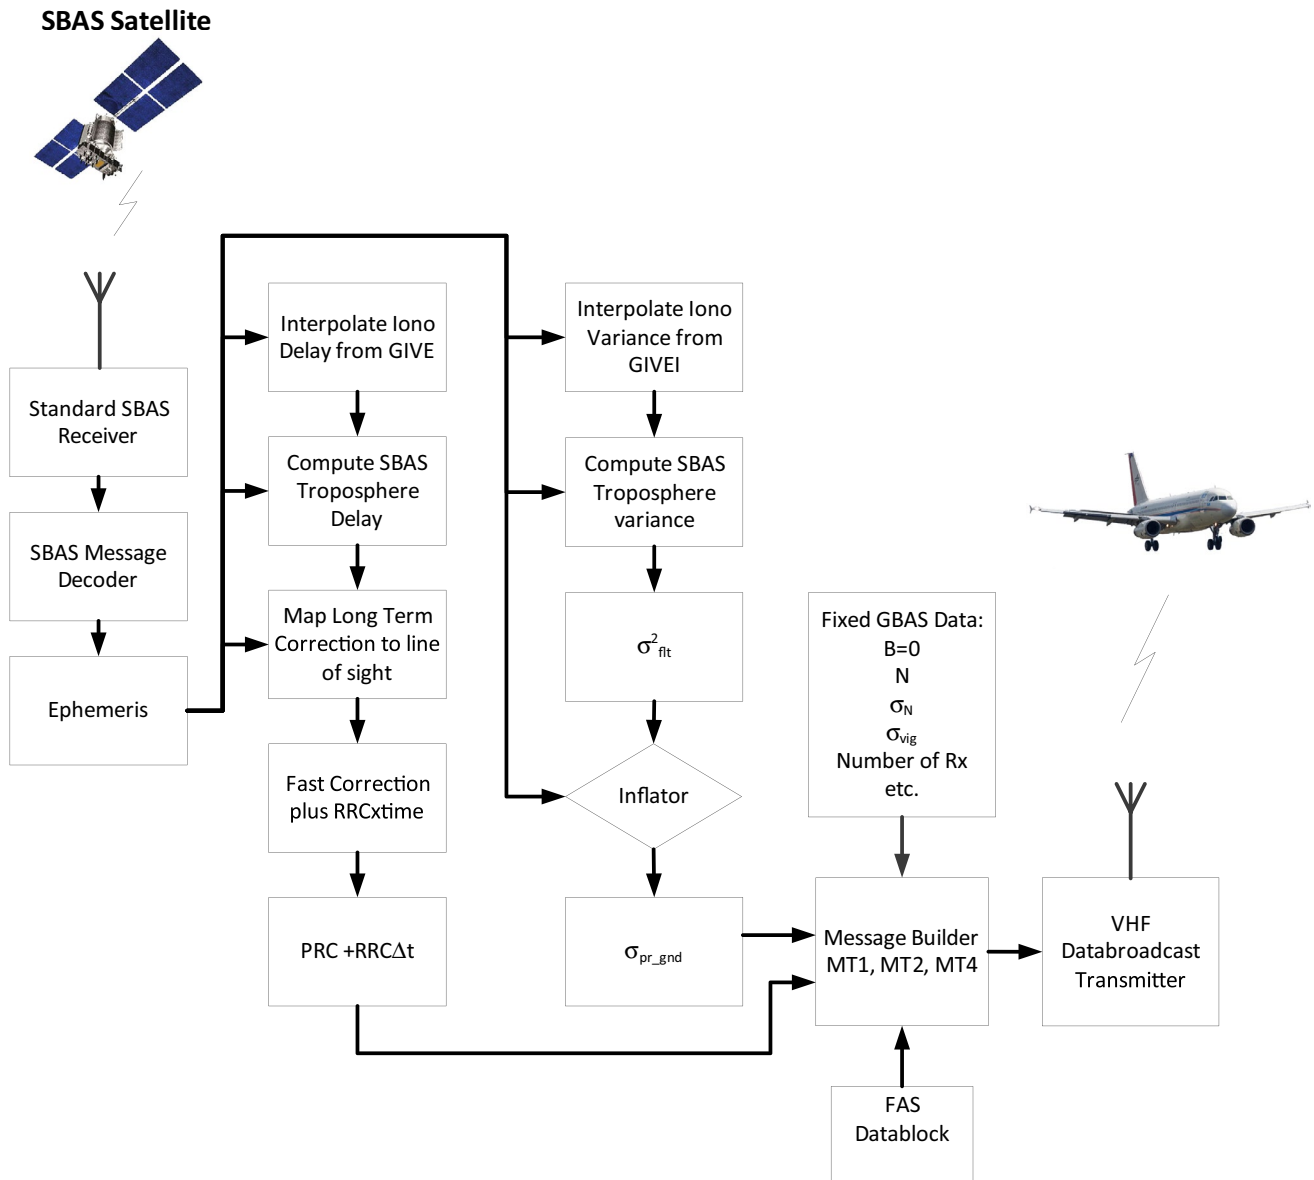 SBAS Satellite
Standard SBAS
Receiver
SBAS Message
Decoder
Ephemeris
Interpolate Iono
Delay from GIVE
Compute SBAS
Troposphere
Delay
Map Long Term
Correction to line
of sight
Fast Correction
plus RRCxtime
PRC +RRCΔt
Interpolate Iono
Variance from
GIVEI
Compute SBAS
Troposphere
variance
σ²flt
Inflator
σpr_gnd
Fixed GBAS Data:
B=0
N
σN
σvig
Number of Rx
etc.
Message Builder
MT1, MT2, MT4
FAS
Datablock
VHF
Databroadcast
Transmitter